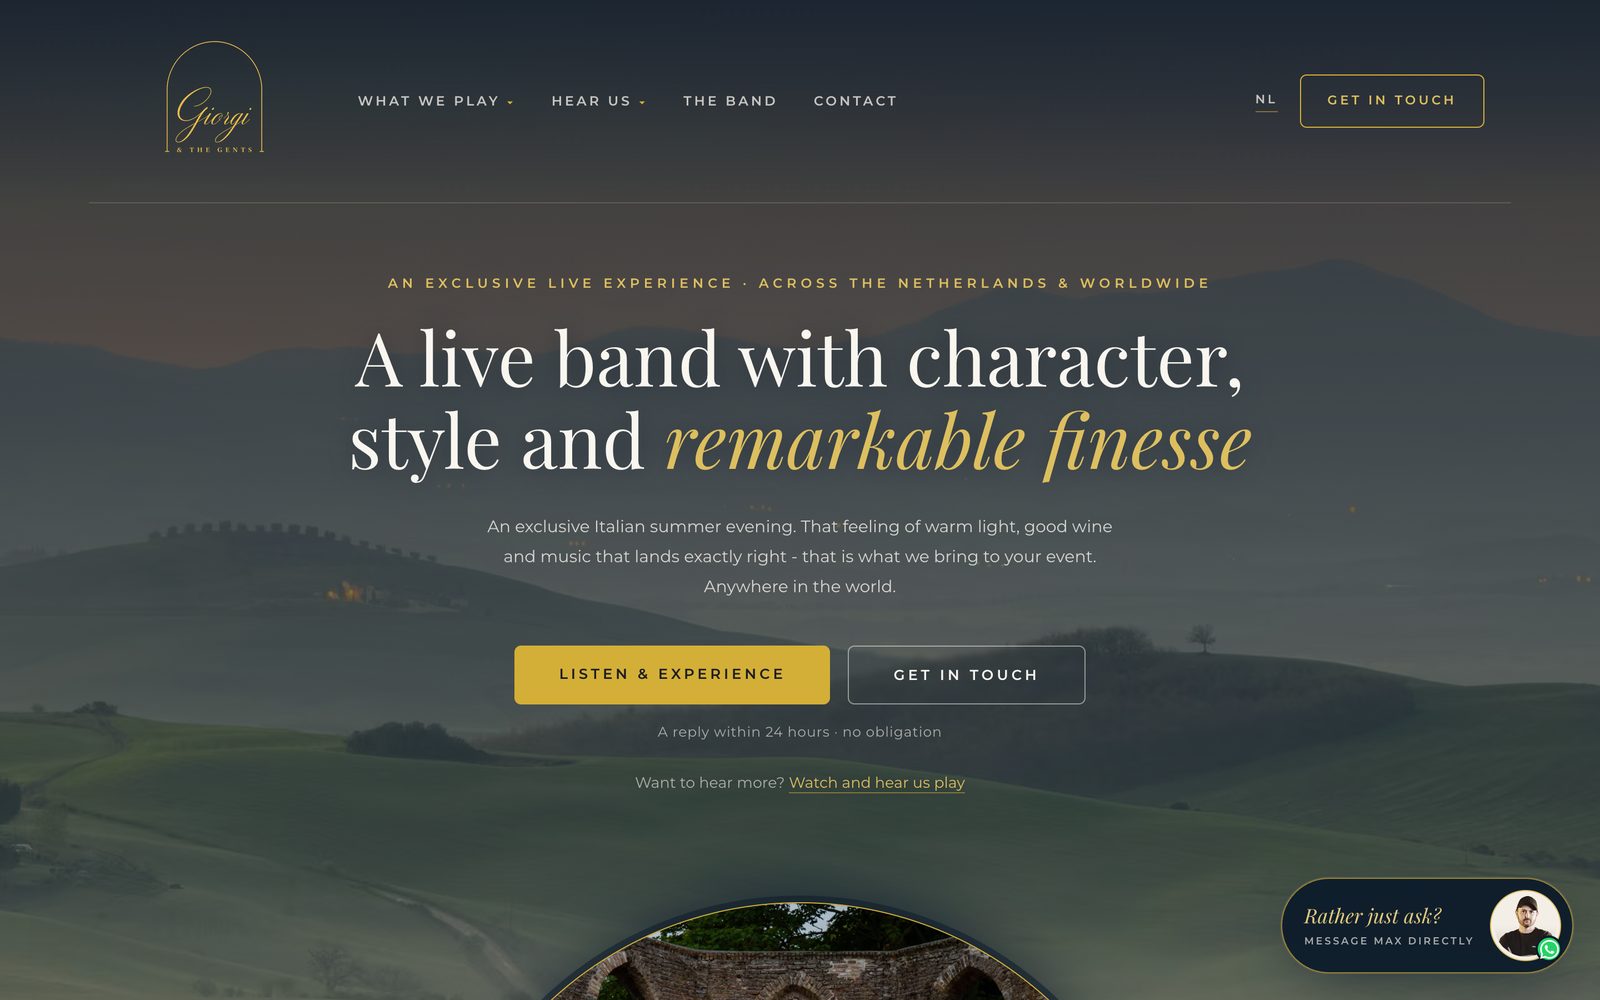 Giorgi
& THE GENTS
WHAT WE PLAY
HEAR US
THE BAND
CONTACT
NL
GET IN TOUCH
AN EXCLUSIVE LIVE EXPERIENCE · ACROSS THE NETHERLANDS & WORLDWIDE
A live band with character,
style and remarkable finesse
An exclusive Italian summer evening. That feeling of warm light, good wine
and music that lands exactly right - that is what we bring to your event.
Anywhere in the world.
LISTEN & EXPERIENCE
GET IN TOUCH
A reply within 24 hours · no obligation
Want to hear more? Watch and hear us play
Rather just ask?
MESSAGE MAX DIRECTLY